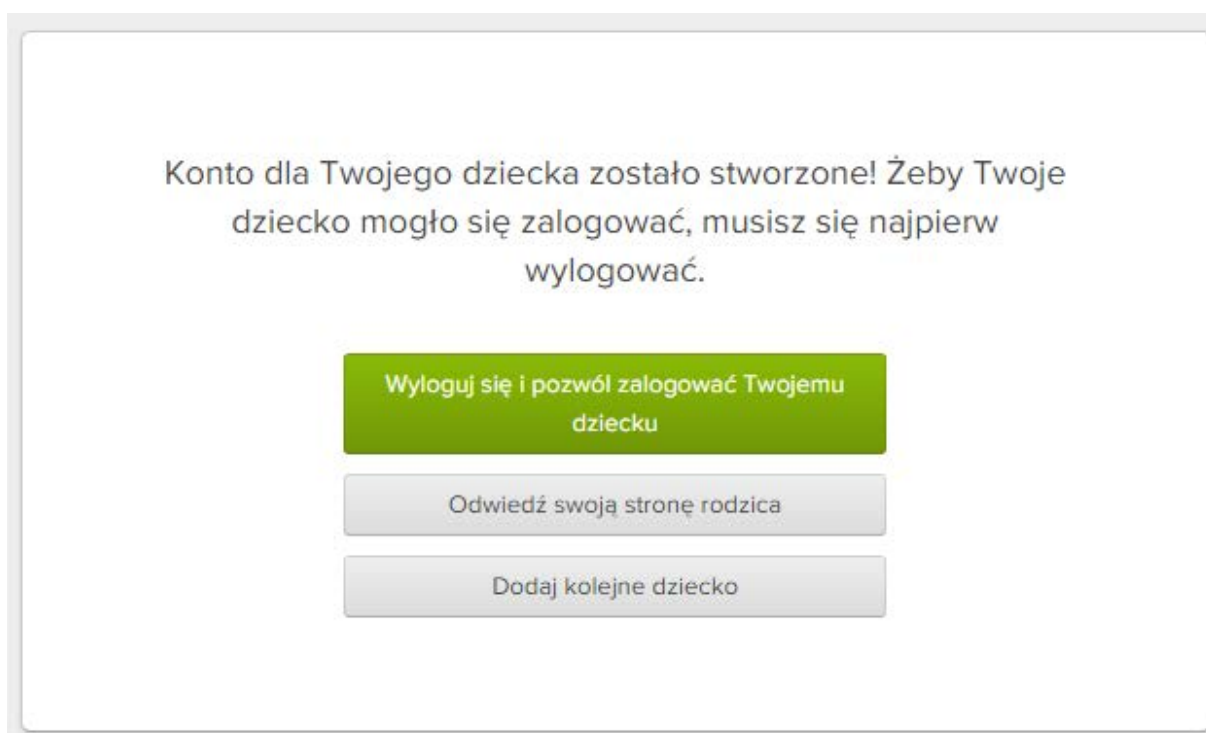 Konto dla Twojego dziecka zostało stworzone! Żeby Twoje
dziecko mogło się zalogować, musisz się najpierw
wylogować.
Wyloguj się i pozwól zalogować Twojemu
dziecku
Odwiedź swoją stronę rodzica
Dodaj kolejne dziecko